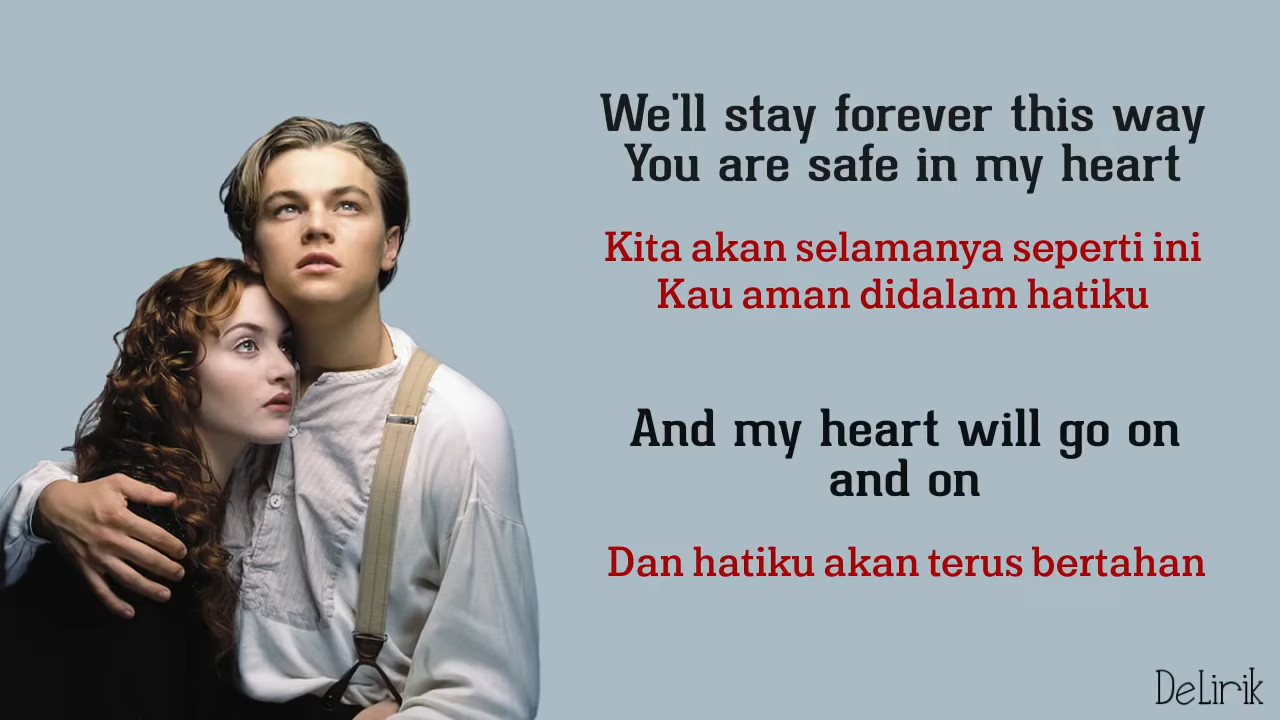 We'll stay forever this way
You are safe in my heart
Kita akan selamanya seperti ini
Kau aman didalam hatiku
And my heart will go on
and on
Dan hatiku akan terus bertahan
DeLirik